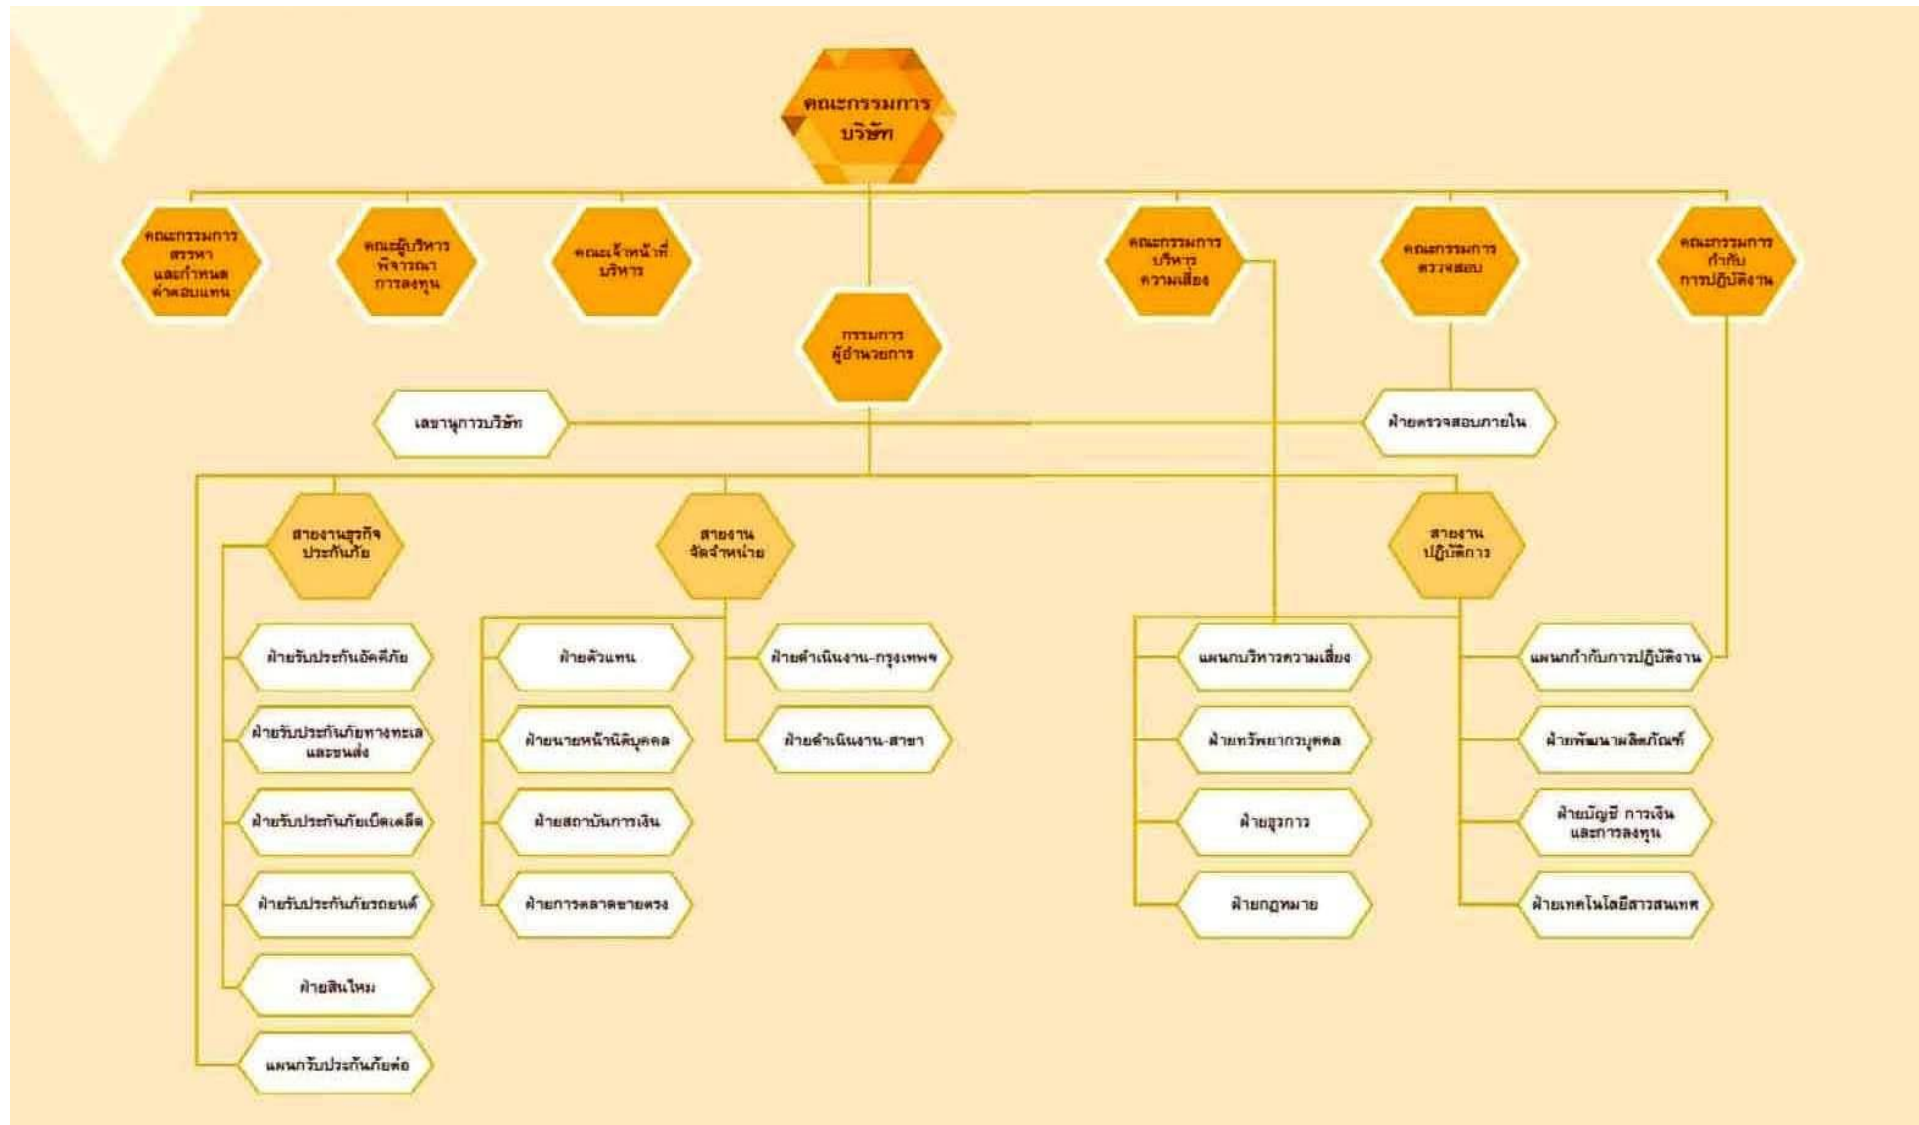 คณะกรรมการ
บริษัท
คณะกรรมการ
สรรหา
และกำหนด
ค่าตอบแทน
คณะผู้บริหาร
พิจารณา
การลงทุน
คณะเจ้าหน้าที่
บริหาร
คณะกรรมการ
บริหาร
ความเสี่ยง
คณะกรรมการ
ตรวจสอบ
คณะกรรมการ
กำกับ
การปฏิบัติงาน
กรรมการ
ผู้อำนวยการ
เลขานุการบริษัท
ฝ่ายตรวจสอบภายใน
สายงานธุรกิจ
ประกันภัย
สายงาน
จัดจำหน่าย
สายงาน
ปฏิบัติการ
ฝ่ายรับประกันอัคคีภัย
ฝ่ายตัวแทน
ฝ่ายดำเนินงาน-กรุงเทพฯ
แผนกบริหารความเสี่ยง
แผนกกำกับการปฏิบัติงาน
ฝ่ายรับประกันภัยทางทะเล
และขนส่ง
ฝ่ายนายหน้านิติบุคคล
ฝ่ายดำเนินงาน-สาขา
ฝ่ายทรัพยากรบุคคล
ฝ่ายพัฒนาผลิตภัณฑ์
ฝ่ายรับประกันภัยเบ็ดเตล็ด
ฝ่ายสถาบันการเงิน
ฝ่ายธุรการ
ฝ่ายบัญชี การเงิน
และการลงทุน
ฝ่ายรับประกันภัยรถยนต์
ฝ่ายการตลาดขายตรง
ฝ่ายกฎหมาย
ฝ่ายเทคโนโลยีสารสนเทศ
ฝ่ายสินไหม
แผนกรับประกันภัยต่อ